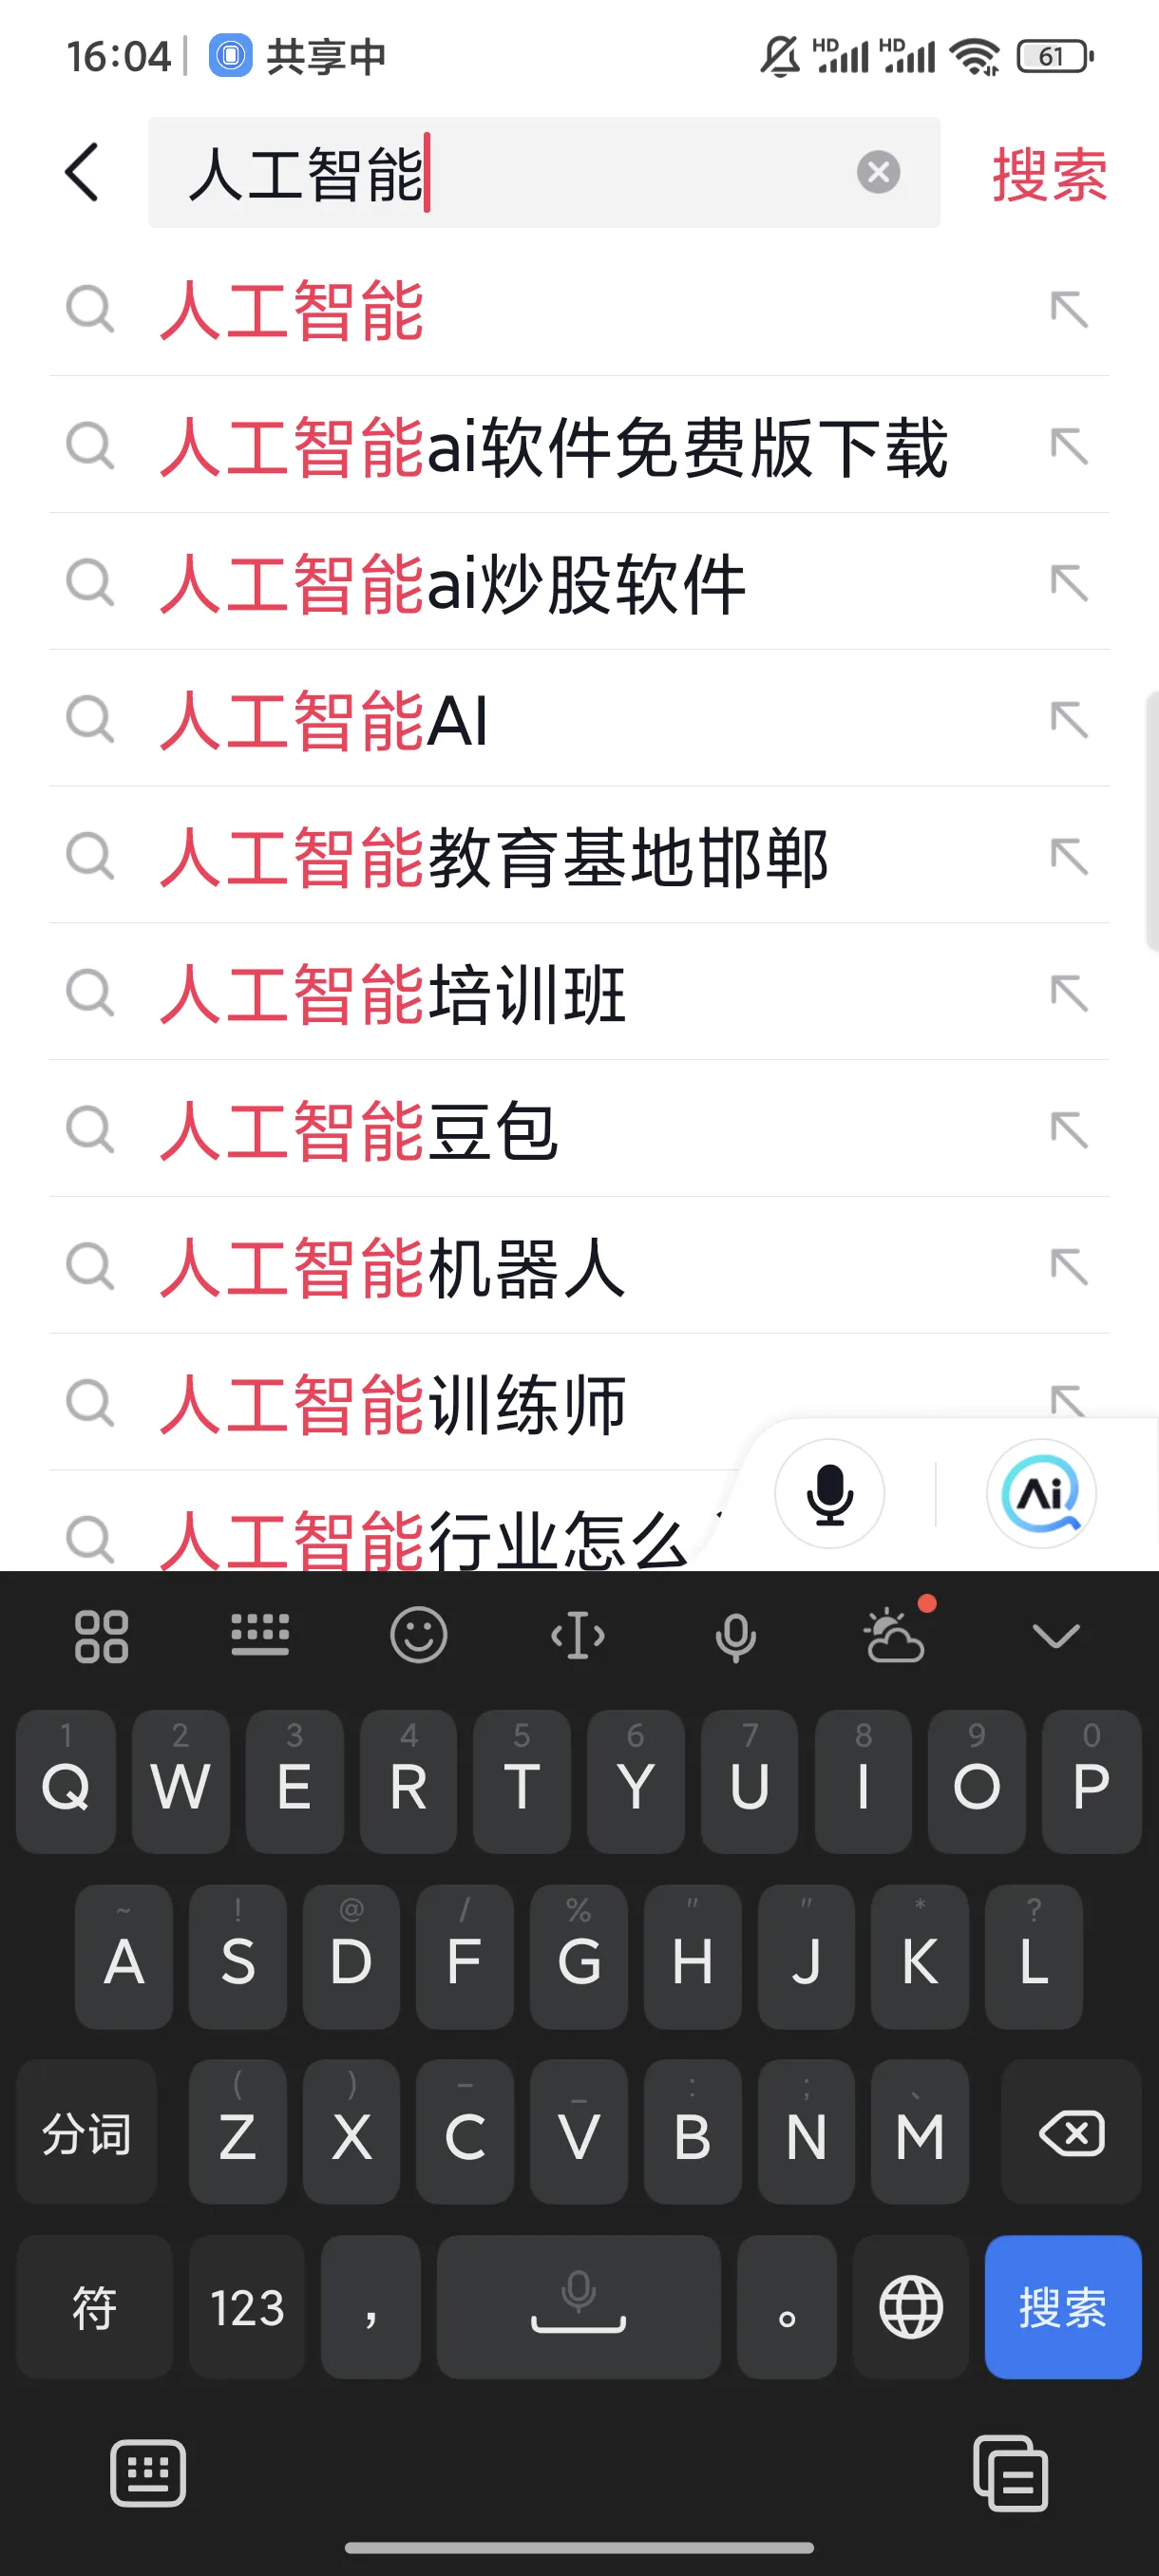 16:04 共享中 HD HD 61
人工智能 搜索
人工智能
人工智能ai软件免费版下载
人工智能ai炒股软件
人工智能AI
人工智能教育基地邯郸
人工智能培训班
人工智能豆包
人工智能机器人
人工智能训练师
Ai
人工智能行业怎么
1 2 3 4 5 6 7 8 9 0
Q W E R T Y U I O P
~ ! @ / % " " * ?
A S D F G H J K L
( ) – _ : ; 、
分词 Z X C V B N M
符 123 , 。 搜索